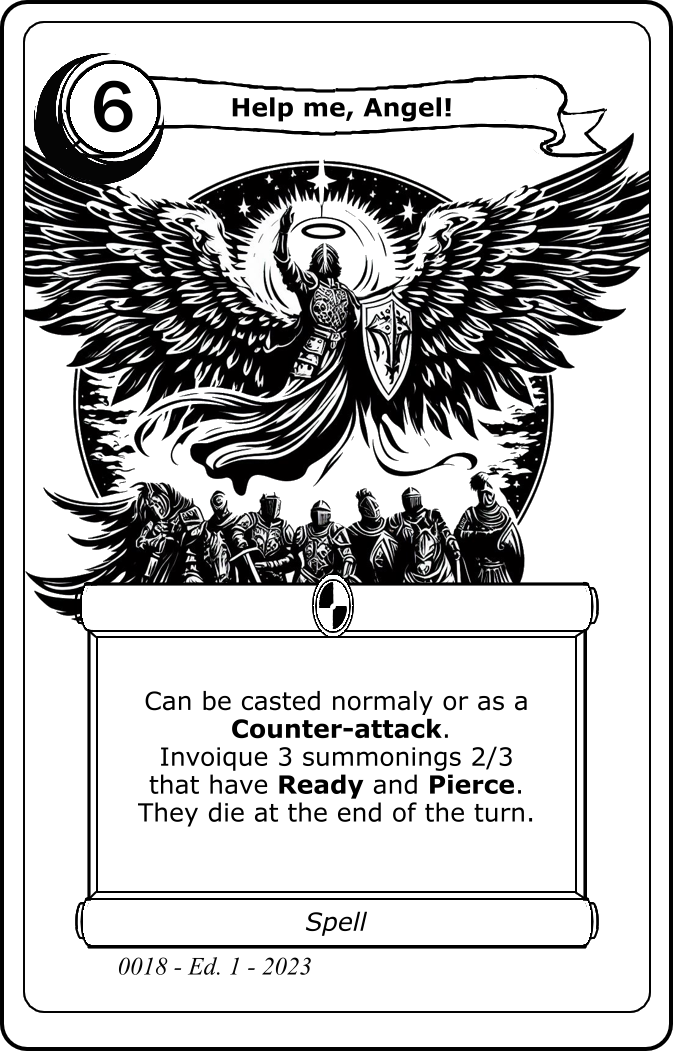 6
Help me, Angel!
Can be casted normaly or as a
Counter-attack.
Invoique 3 summonings 2/3
that have Ready and Pierce.
They die at the end of the turn.
Spell
0018 - Ed. 1 - 2023